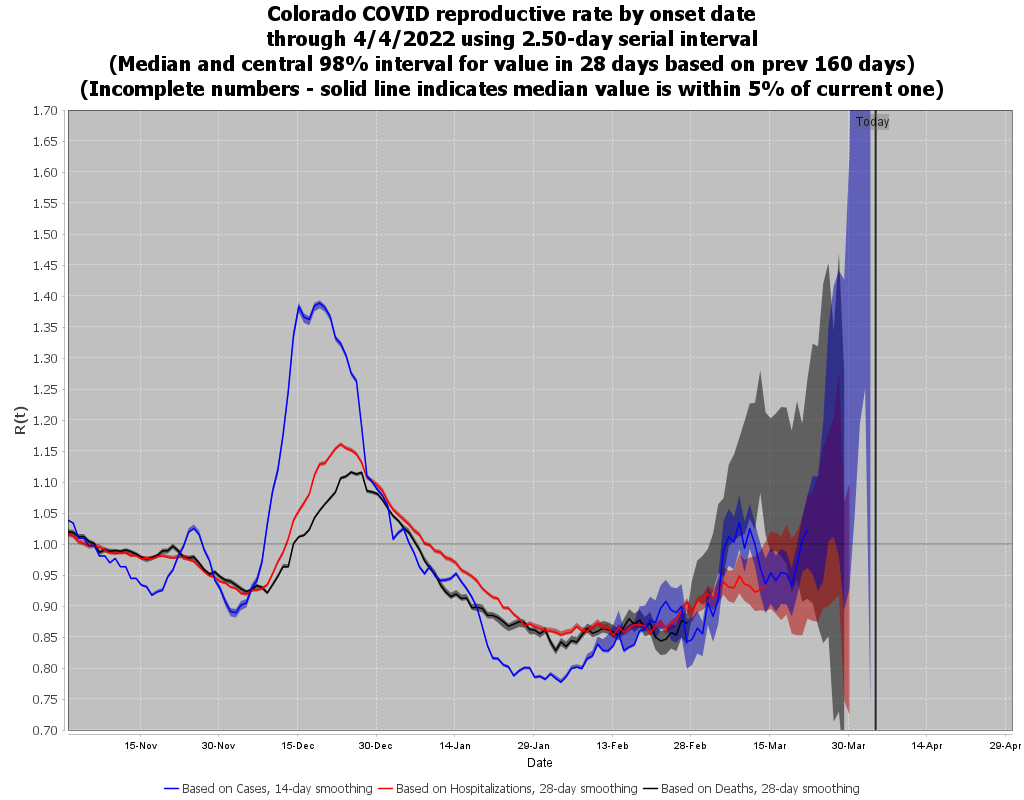 Colorado COVID reproductive rate by onset date
through 4/4/2022 using 2.50-day serial interval
(Median and central 98% interval for value in 28 days based on prev 160 days)
(Incomplete numbers - solid line indicates median value is within 5% of current one)
Today
1.70
1.65
1.60
1.55
1.50
1.45
1.40
1.35
1.30
1.25
1.20
1.15
1.10
1.05
1.00
0.95
0.90
0.85
0.80
0.75
0.70
R(t)
15-Nov 30-Nov 15-Dec 30-Dec 14-Jan 29-Jan 13-Feb 28-Feb 15-Mar 30-Mar 14-Apr 29-Apr
Date
Based on Cases, 14-day smoothing Based on Hospitalizations, 28-day smoothing Based on Deaths, 28-day smoothing